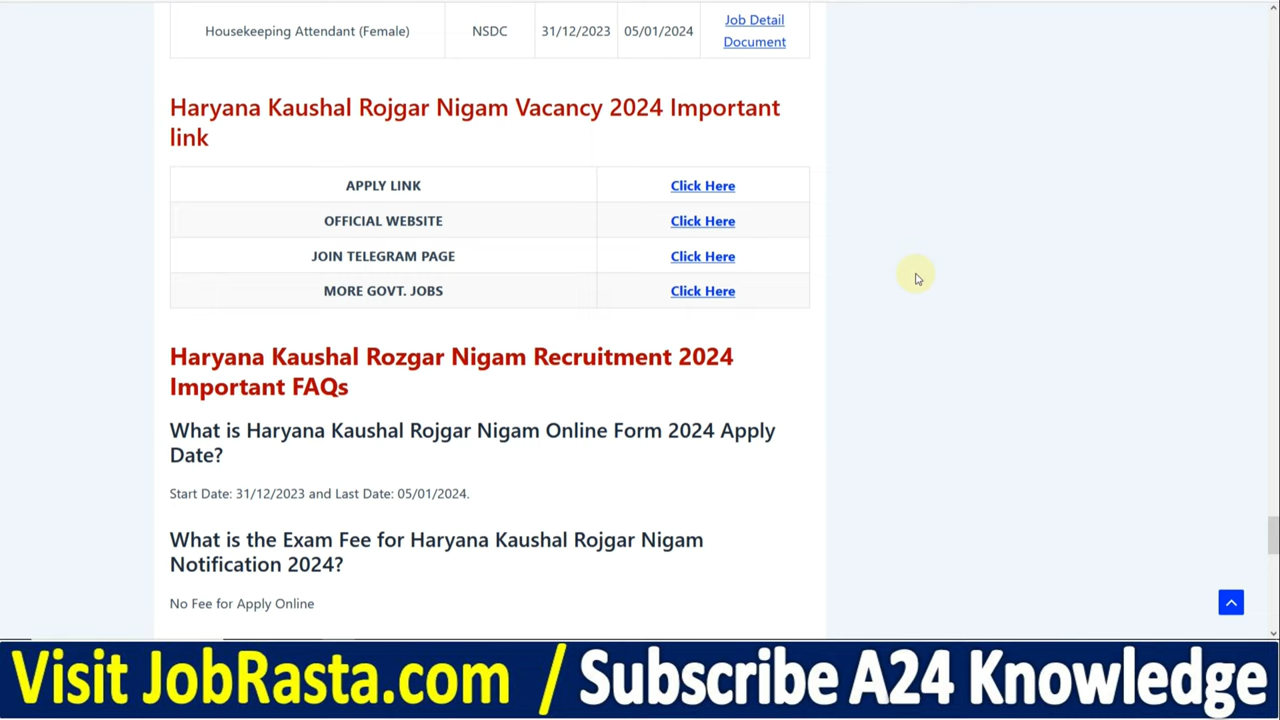 Housekeeping Attendant (Female) NSDC 31/12/2023 05/01/2024 Job Detail
Document
Haryana Kaushal Rojgar Nigam Vacancy 2024 Important
link
APPLY LINK Click Here
OFFICIAL WEBSITE Click Here
JOIN TELEGRAM PAGE Click Here
MORE GOVT. JOBS Click Here
Haryana Kaushal Rozgar Nigam Recruitment 2024
Important FAQs
What is Haryana Kaushal Rojgar Nigam Online Form 2024 Apply
Date?
Start Date: 31/12/2023 and Last Date: 05/01/2024.
What is the Exam Fee for Haryana Kaushal Rojgar Nigam
Notification 2024?
No Fee for Apply Online
Visit JobRasta.com / Subscribe A24 Knowledge